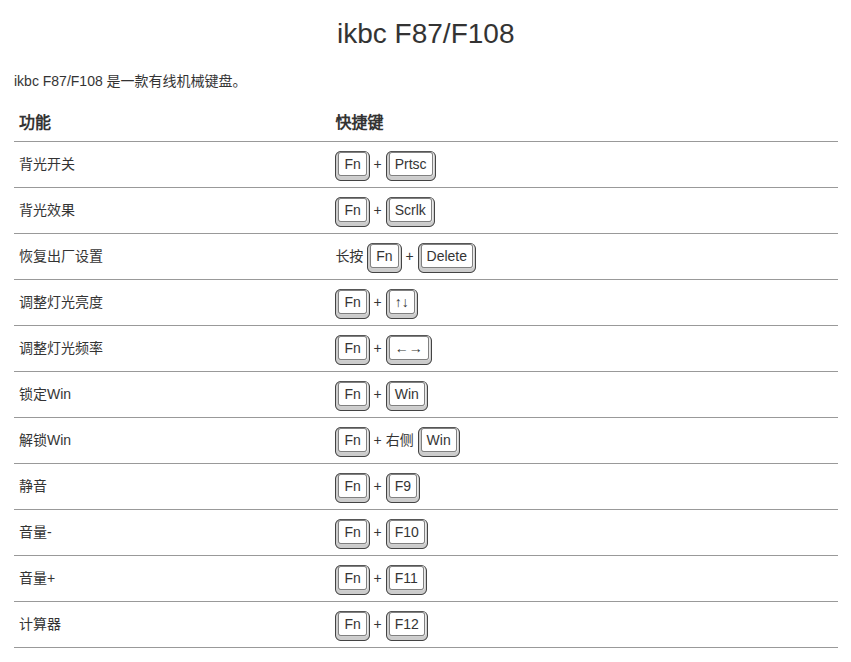 ikbc F87/F108
ikbc F87/F108 是一款有线机械键盘。
功能 快捷键
背光开关 Fn + Prtsc
背光效果 Fn + Scrlk
恢复出厂设置 长按 Fn + Delete
调整灯光亮度 Fn + ↑↓
调整灯光频率 Fn + ←→
锁定Win Fn + Win
解锁Win Fn + 右侧 Win
静音 Fn + F9
音量- Fn + F10
音量+ Fn + F11
计算器 Fn + F12